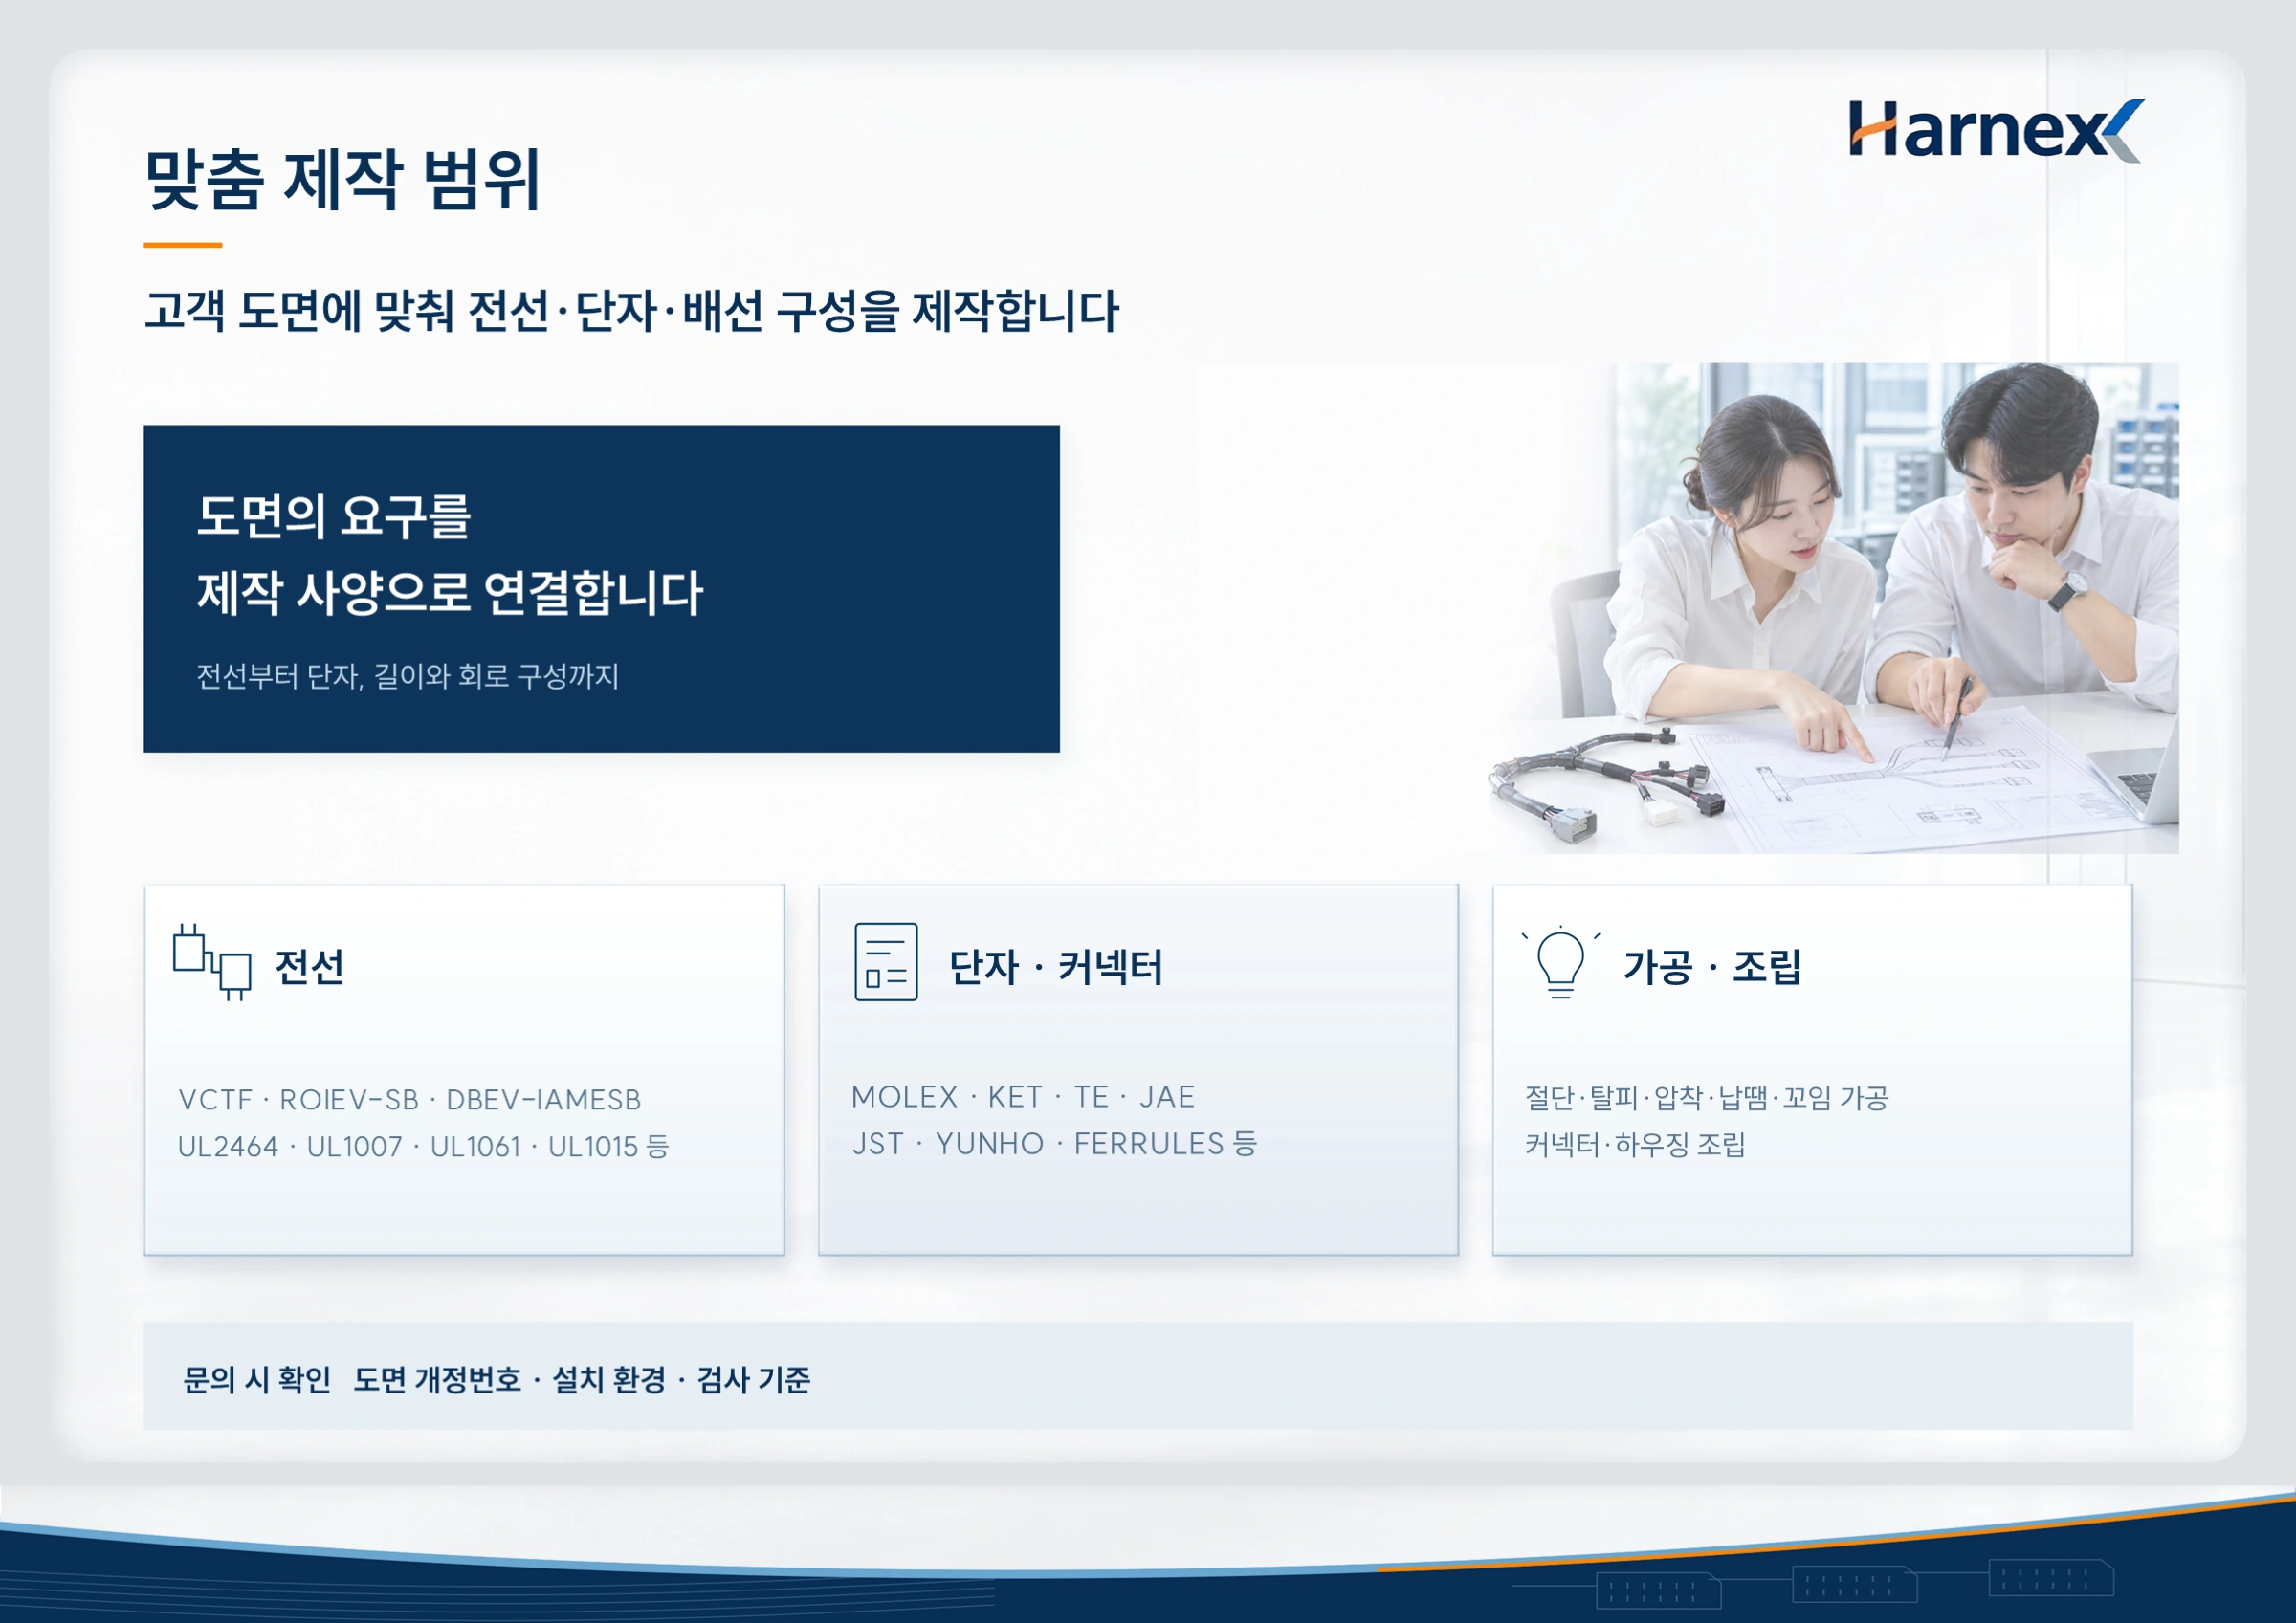 Harnex
맞춤 제작 범위
고객 도면에 맞춰 전선·단자·배선 구성을 제작합니다
도면의 요구를
제작 사양으로 연결합니다
전선부터 단자, 길이와 회로 구성까지
전선
VCTF · ROIEV-SB · DBEV-IAMESB
UL2464 · UL1007 · UL1061 · UL1015 등
단자 · 커넥터
MOLEX · KET · TE · JAE
JST · YUNHO · FERRULES 등
가공 · 조립
절단·탈피·압착·납땜·꼬임 가공
커넥터·하우징 조립
문의 시 확인 도면 개정번호 · 설치 환경 · 검사 기준